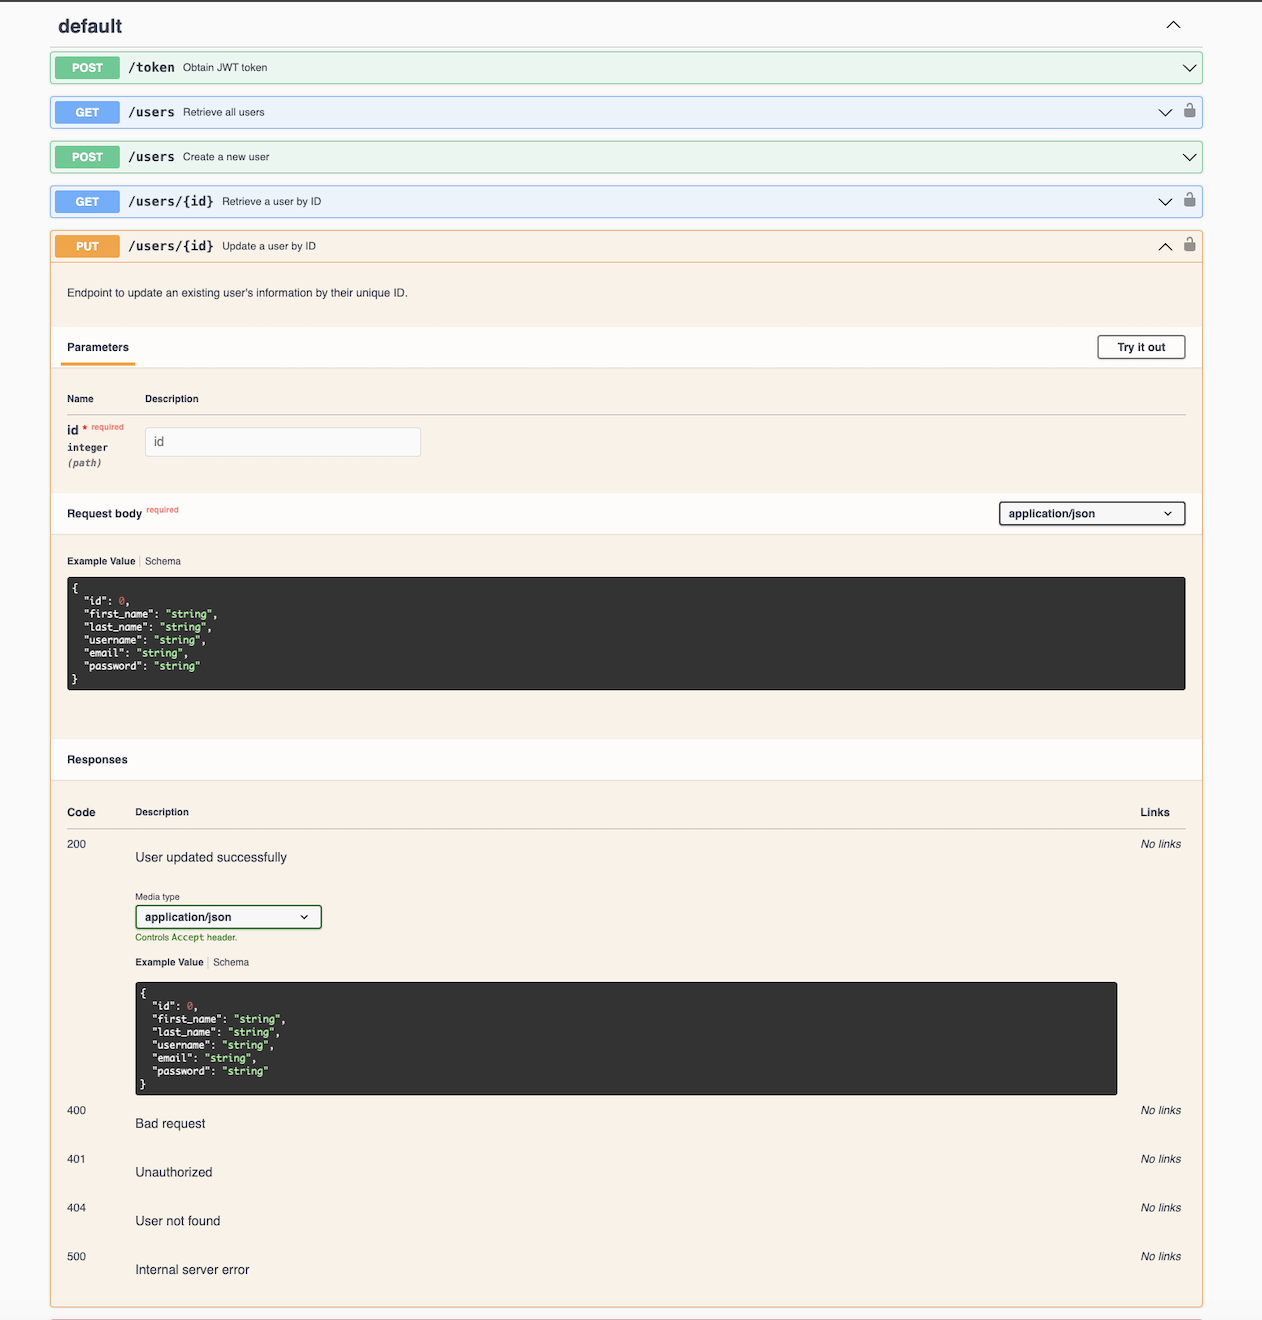 default
POST /token Obtain JWT token
GET /users Retrieve all users
POST /users Create a new user
GET /users/{id} Retrieve a user by ID
PUT /users/{id} Update a user by ID
Endpoint to update an existing user's information by their unique ID.
Parameters Try it out
Name Description
id * required
integer
(path)
id
Request body required application/json
Example Value Schema
{
  "id": 0,
  "first_name": "string",
  "last_name": "string",
  "username": "string",
  "email": "string",
  "password": "string"
}
Responses
Code Description Links
200 No links
User updated successfully
Media type
application/json
Controls Accept header.
Example Value Schema
{
  "id": 0,
  "first_name": "string",
  "last_name": "string",
  "username": "string",
  "email": "string",
  "password": "string"
}
400 No links
Bad request
401 No links
Unauthorized
404 No links
User not found
500 No links
Internal server error